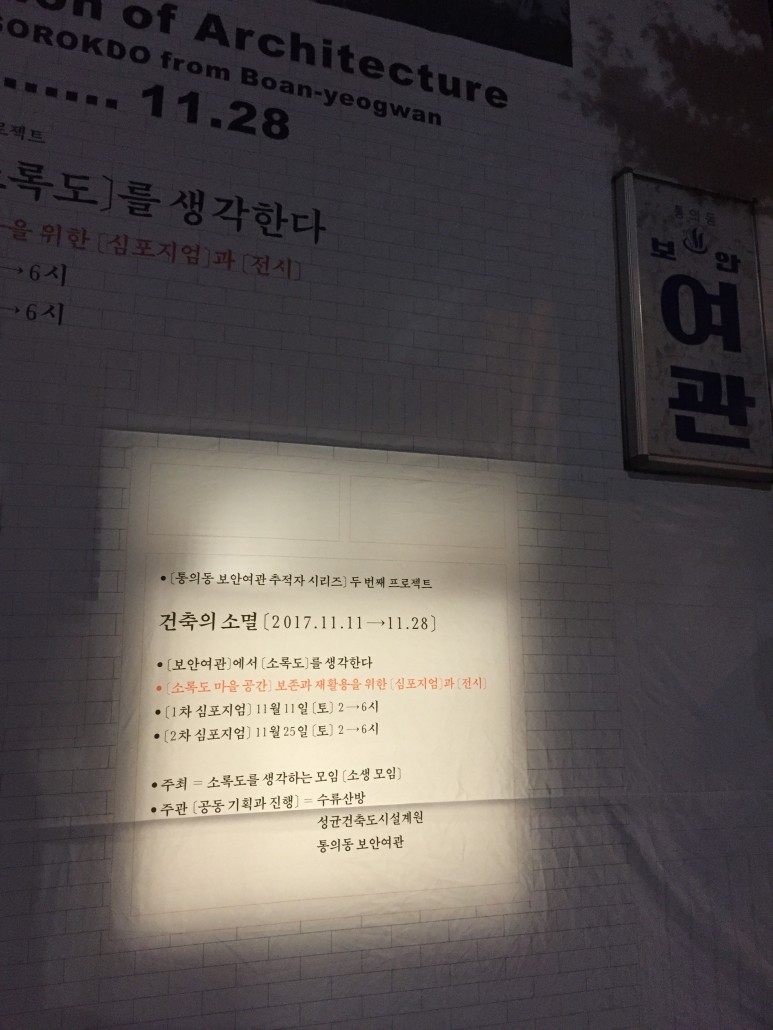 of Architecture
SOROKDO from Boan-yeogwan
11.28
소록도]를 생각한다
을 위한 [심포지엄]과 [전시]
→6시
→6시
통의동
보안
여관
• [통의동 보안여관 추적자 시리즈] 두 번째 프로젝트
건축의 소멸 [2017.11.11→11.28]
• [보안여관]에서 [소록도]를 생각한다
• [소록도 마을 공간] 보존과 재활용을 위한 [심포지엄]과 [전시]
• [1차 심포지엄] 11월 11일 [토] 2→6시
• [2차 심포지엄] 11월 25일 [토] 2→6시
• 주최 = 소록도를 생각하는 모임 [소생 모임]
• 주관 [공동 기획과 진행] = 수류산방
성균건축도시설계원
통의동 보안여관